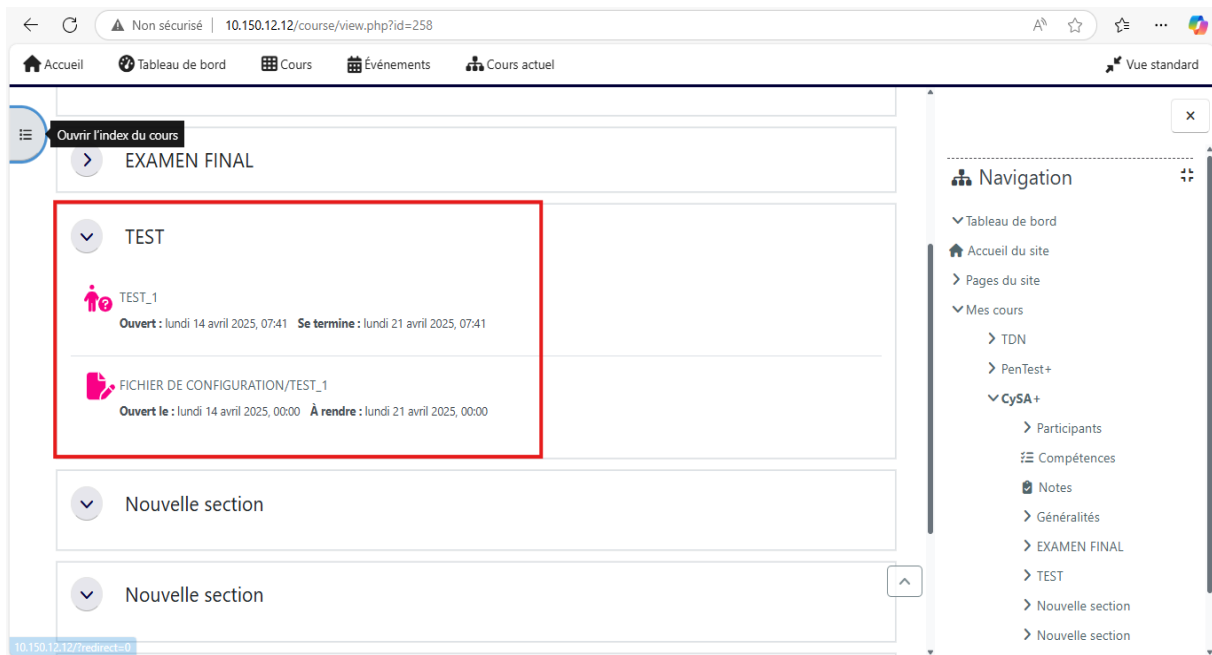 Non sécurisé | 10.150.12.12/course/view.php?id=258
Accueil Tableau de bord Cours Événements Cours actuel Vue standard
Ouvrir l'index du cours
EXAMEN FINAL
TEST
TEST_1
Ouvert : lundi 14 avril 2025, 07:41 Se termine : lundi 21 avril 2025, 07:41
FICHIER DE CONFIGURATION/TEST_1
Ouvert le : lundi 14 avril 2025, 00:00 À rendre : lundi 21 avril 2025, 00:00
Nouvelle section
Nouvelle section
10.150.12.12/?redirect=0
Navigation
Tableau de bord
Accueil du site
Pages du site
Mes cours
TDN
PenTest+
CySA+
Participants
Compétences
Notes
Généralités
EXAMEN FINAL
TEST
Nouvelle section
Nouvelle section